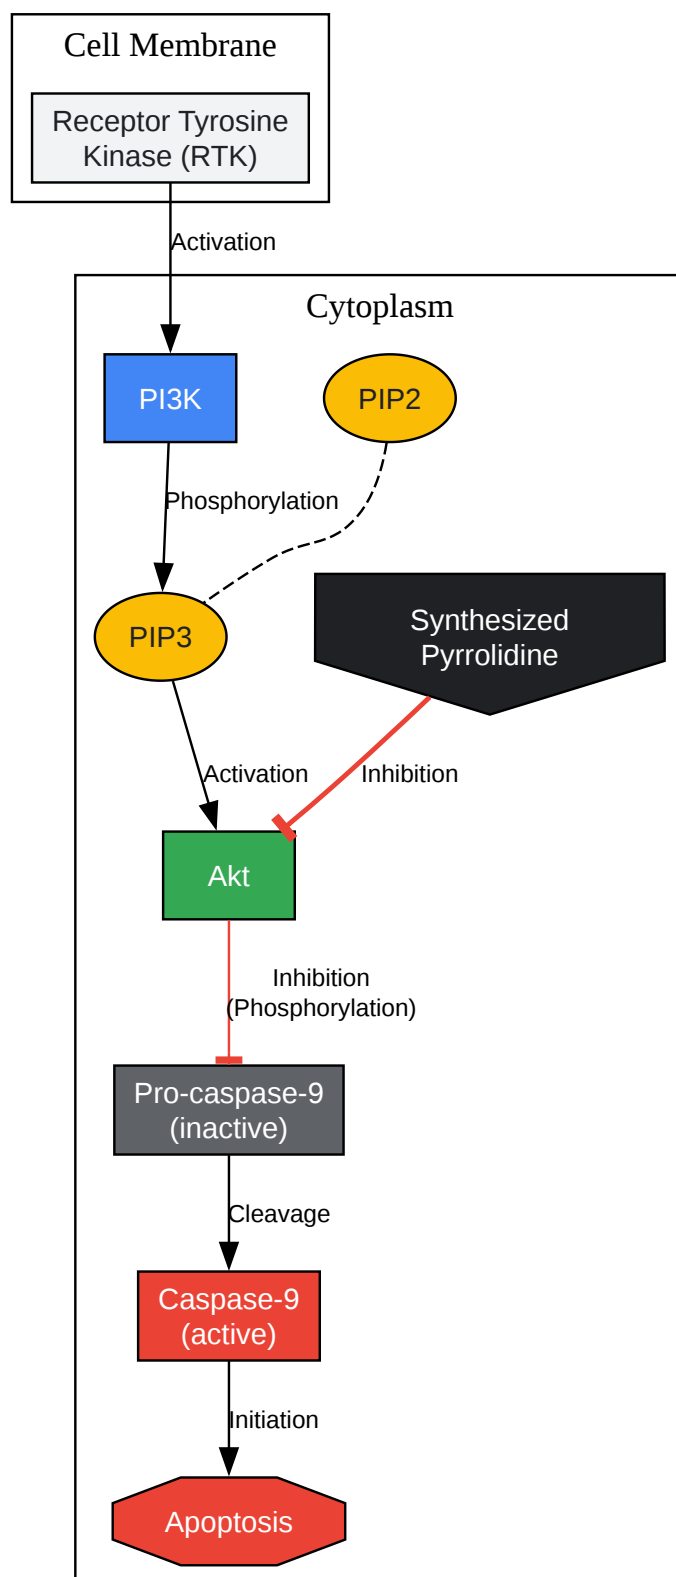 Cell Membrane
Receptor Tyrosine
Kinase (RTK)
Activation
Cytoplasm
PI3K
PIP2
Phosphorylation
PIP3
Synthesized
Pyrrolidine
Activation
Inhibition
Akt
Inhibition
(Phosphorylation)
Pro-caspase-9
(inactive)
Cleavage
Caspase-9
(active)
Initiation
Apoptosis